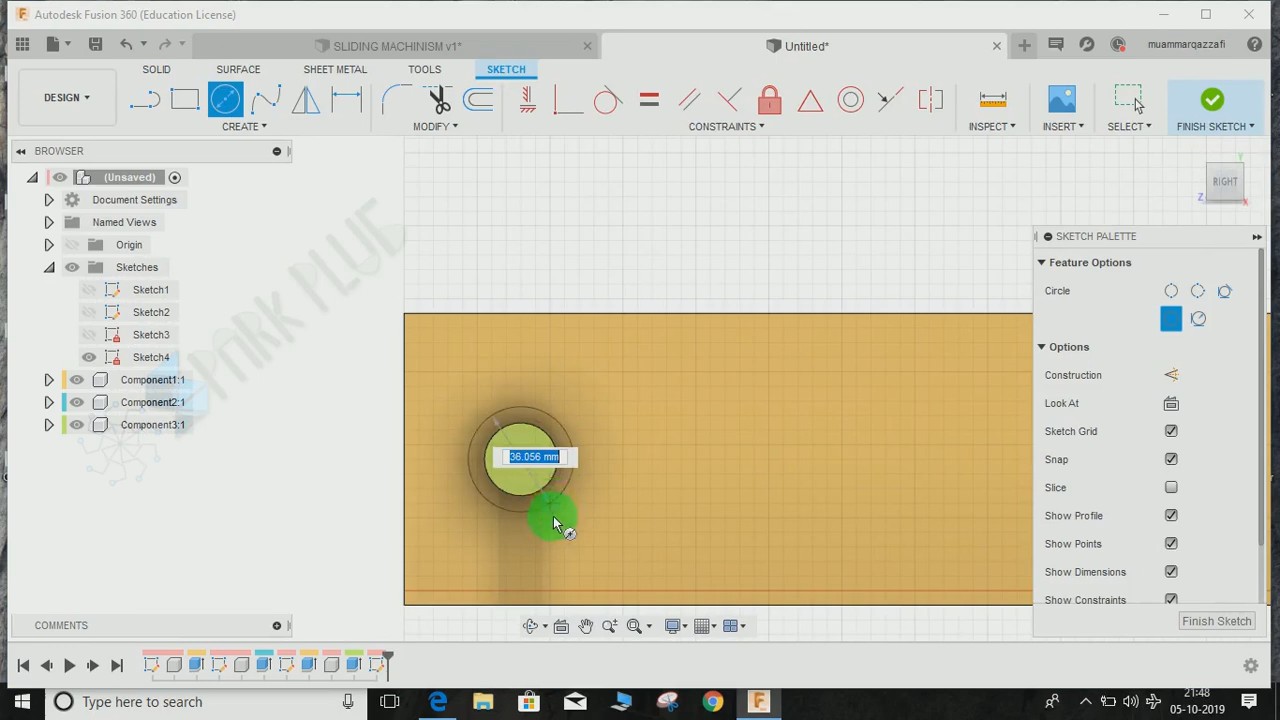 Autodesk Fusion 360 (Education License)
SLIDING MACHINISM v1*
Untitled*
muammarqazzafi
DESIGN
SOLID
SURFACE
SHEET METAL
TOOLS
SKETCH
CREATE
MODIFY
CONSTRAINTS
INSPECT
INSERT
SELECT
FINISH SKETCH
BROWSER
(Unsaved)
Document Settings
Named Views
Origin
Sketches
Sketch1
Sketch2
Sketch3
Sketch4
Component1:1
Component2:1
Component3:1
SPARK PLUG
36.056 mm
Y
RIGHT
Z
X
SKETCH PALETTE
Feature Options
Circle
Options
Construction
Look At
Sketch Grid
Snap
Slice
Show Profile
Show Points
Show Dimensions
Show Constraints
Finish Sketch
COMMENTS
Type here to search
21:48
05-10-2019